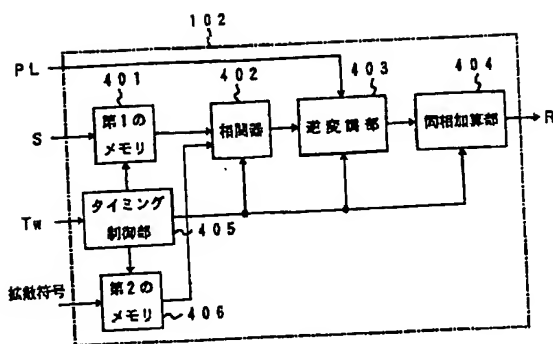 102
PL
401
402
403
404
S
第1の
メモリ
相関器
逆変調部
同相加算部
R
Tw
タイミング
制御部
405
拡散符号
第2の
メモリ
406